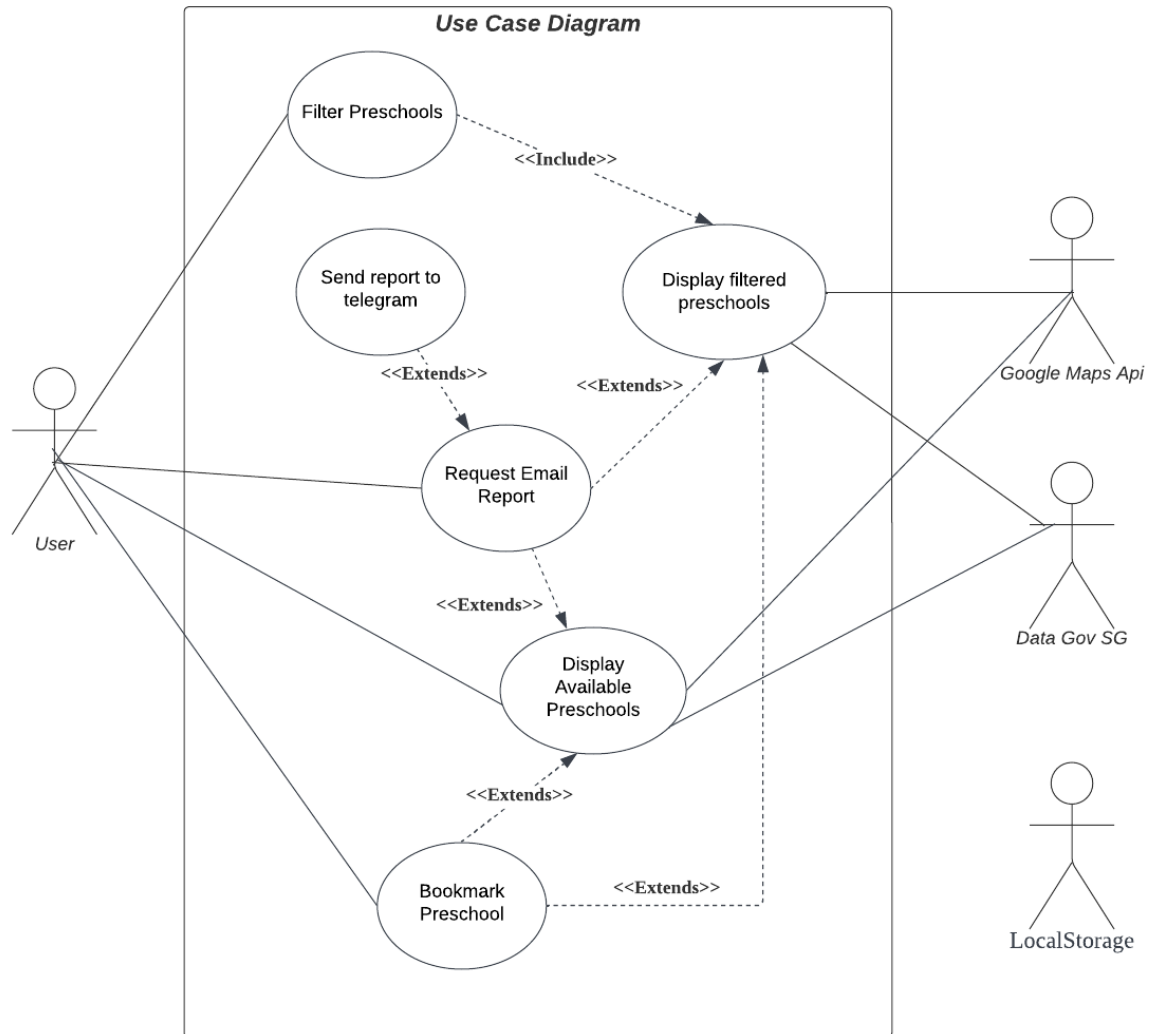 Use Case Diagram
Filter Preschools
<<Include>>
Send report to
telegram
Display filtered
preschools
Google Maps Api
<<Extends>>
<<Extends>>
Request Email
Report
User
<<Extends>>
Data Gov SG
Display
Available
Preschools
<<Extends>>
Bookmark
Preschool
<<Extends>>
LocalStorage